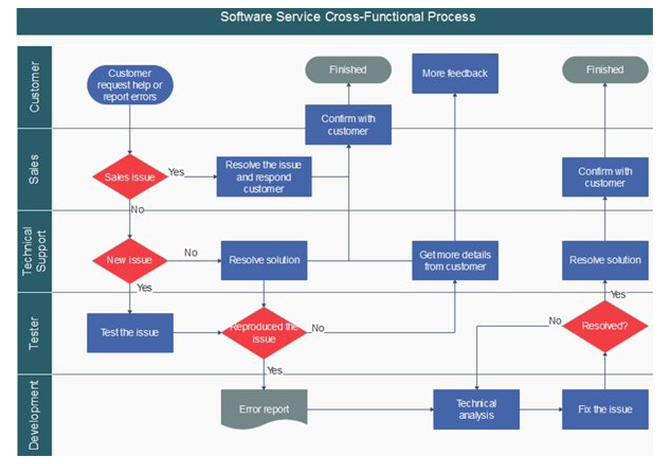 Software Service Cross-Functional Process
Customer
Customer
request help or
report errors
Finished
More feedback
Finished
Confirm with
customer
Sales
Sales issue
Yes
Resolve the issue
and respond
customer
Confirm with
customer
No
Technical
Support
New issue
No
Resolve solution
Get more details
from customer
Resolve solution
Yes
Yes
Tester
Test the issue
Reproduced the
issue
No
No
Resolved?
Yes
Development
Error report
Technical
analysis
Fix the issue